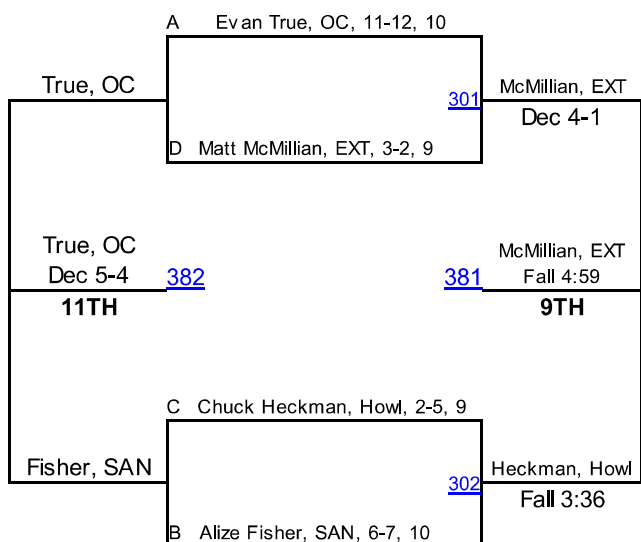 A Evan True, OC, 11-12, 10
True, OC
301
McMillian, EXT
Dec 4-1
D Matt McMillian, EXT, 3-2, 9
True, OC
Dec 5-4
11TH
382
381
McMillian, EXT
Fall 4:59
9TH
C Chuck Heckman, Howl, 2-5, 9
Fisher, SAN
302
Heckman, Howl
Fall 3:36
B Alize Fisher, SAN, 6-7, 10